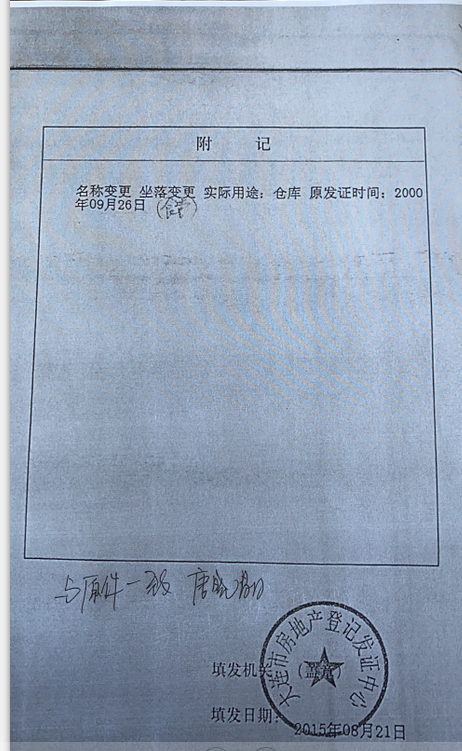 附 记
名称变更 坐落变更 实际用途：仓库 原发证时间：2000
年09月26日
与原件一致
填发机关：（盖章）
大连市房地产登记发证中心
填发日期：2015年08月21日